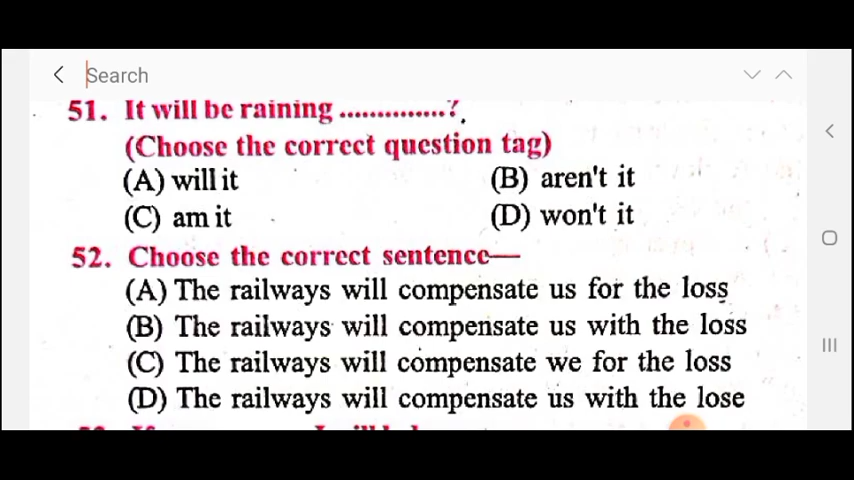 Search
51. It will be raining ...............?
(Choose the correct question tag)
(A) will it (B) aren't it
(C) am it (D) won't it
52. Choose the correct sentence—
(A) The railways will compensate us for the loss
(B) The railways will compensate us with the loss
(C) The railways will compensate we for the loss
(D) The railways will compensate us with the lose